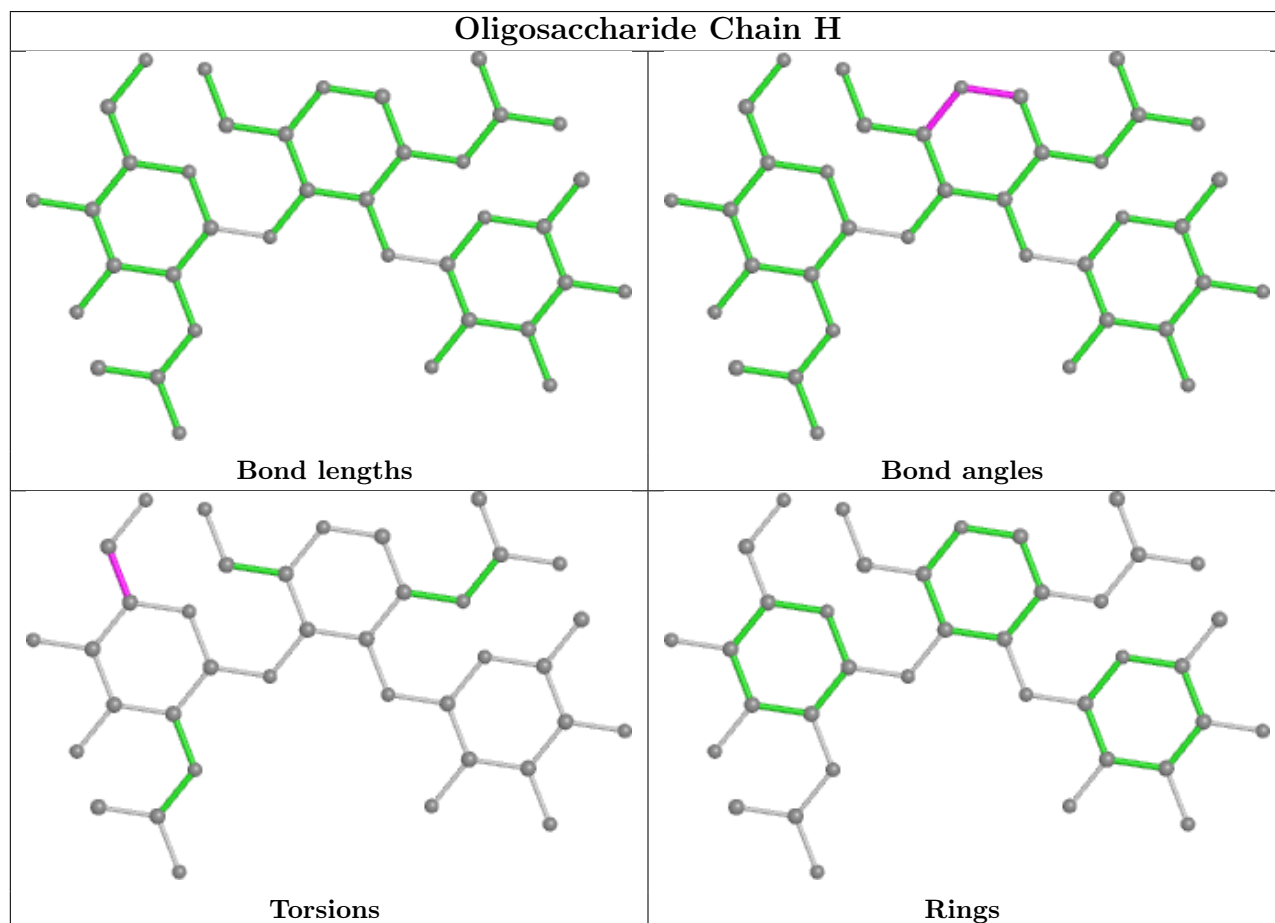 Oligosaccharide Chain H
Bond lengths
Bond angles
Torsions
Rings